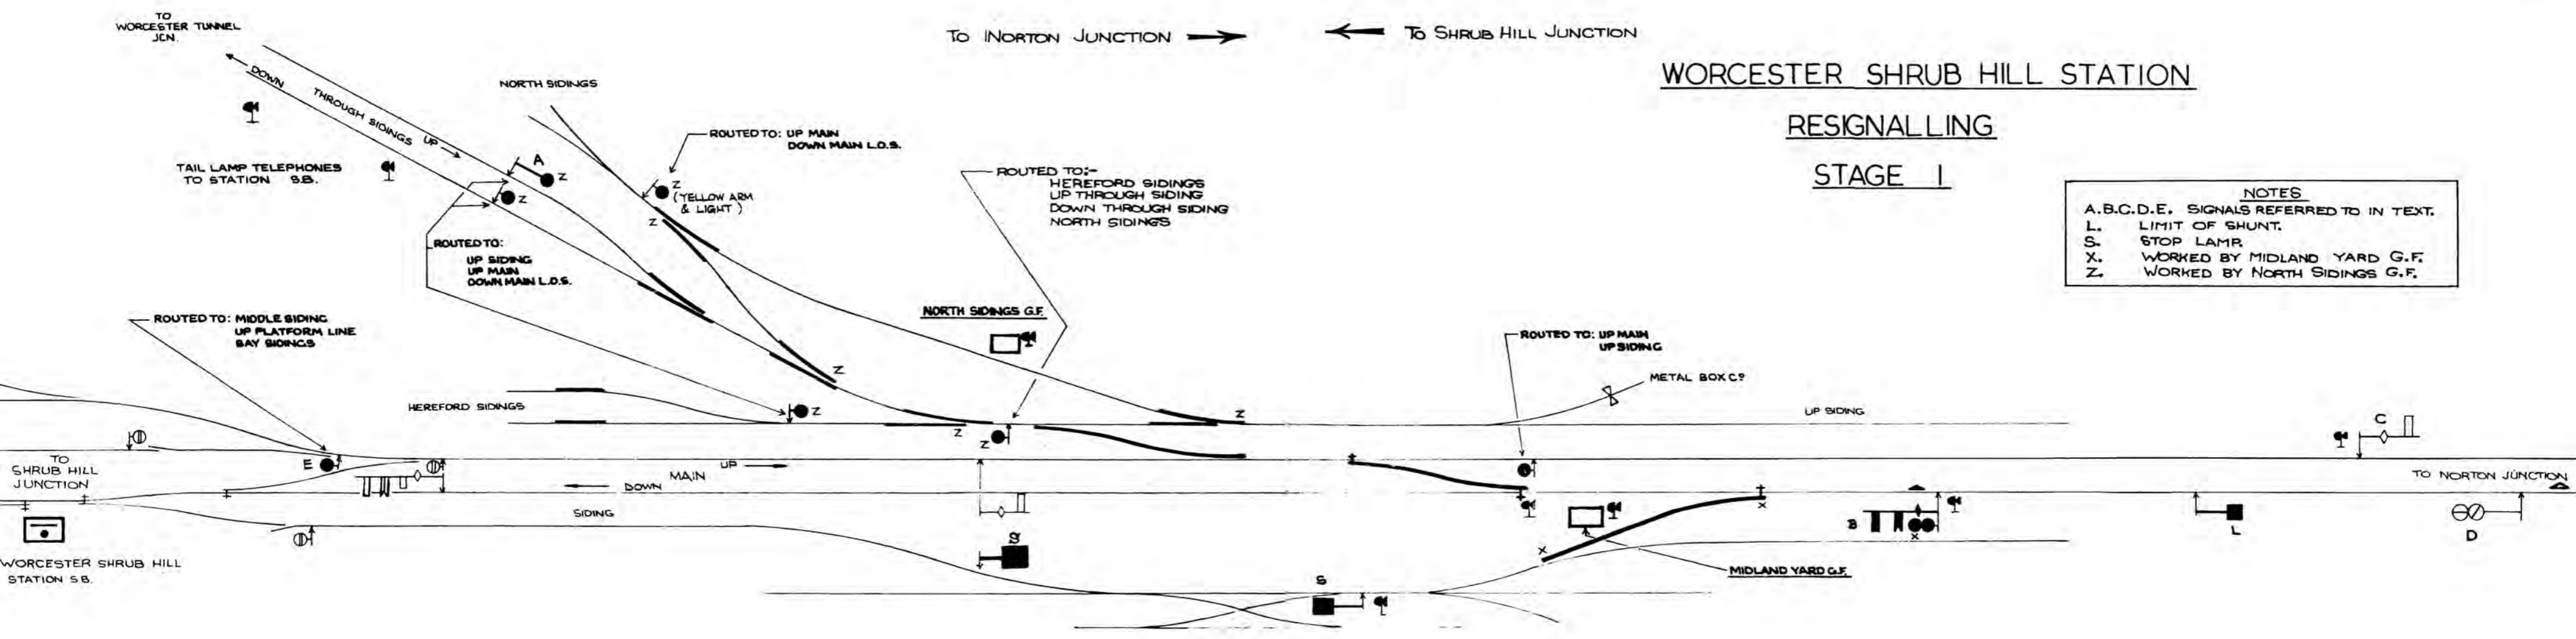 TO
WORCESTER TUNNEL
JCN.
DOWN
THROUGH SIDINGS
UP
NORTH SIDINGS
TO NORTON JUNCTION
TO SHRUB HILL JUNCTION
WORCESTER SHRUB HILL STATION
RESIGNALLING
STAGE I
NOTES
A.B.C.D.E. SIGNALS REFERRED TO IN TEXT.
L. LIMIT OF SHUNT.
S. STOP LAMP.
X. WORKED BY MIDLAND YARD G.F.
Z. WORKED BY NORTH SIDINGS G.F.
TAIL LAMP TELEPHONES
TO STATION S.B.
A
Z
Z
ROUTED TO: UP MAIN
DOWN MAIN L.O.S.
Z
(YELLOW ARM
& LIGHT)
Z
ROUTED TO:-
HEREFORD SIDINGS
UP THROUGH SIDING
DOWN THROUGH SIDING
NORTH SIDINGS
ROUTED TO:
UP SIDING
UP MAIN
DOWN MAIN L.O.S.
ROUTED TO: MIDDLE SIDING
UP PLATFORM LINE
BAY SIDINGS
NORTH SIDINGS G.F.
ROUTED TO: UP MAIN
UP SIDING
METAL BOX Co
Z
HEREFORD SIDINGS
Z
Z
UP SIDING
C
Z
Z
TO
SHRUB HILL
JUNCTION
E
UP
MAIN
DOWN
TO NORTON JUNCTION
SIDING
S
X
B
X
L
D
X
WORCESTER SHRUB HILL
STATION S.B.
S
MIDLAND YARD G.F.